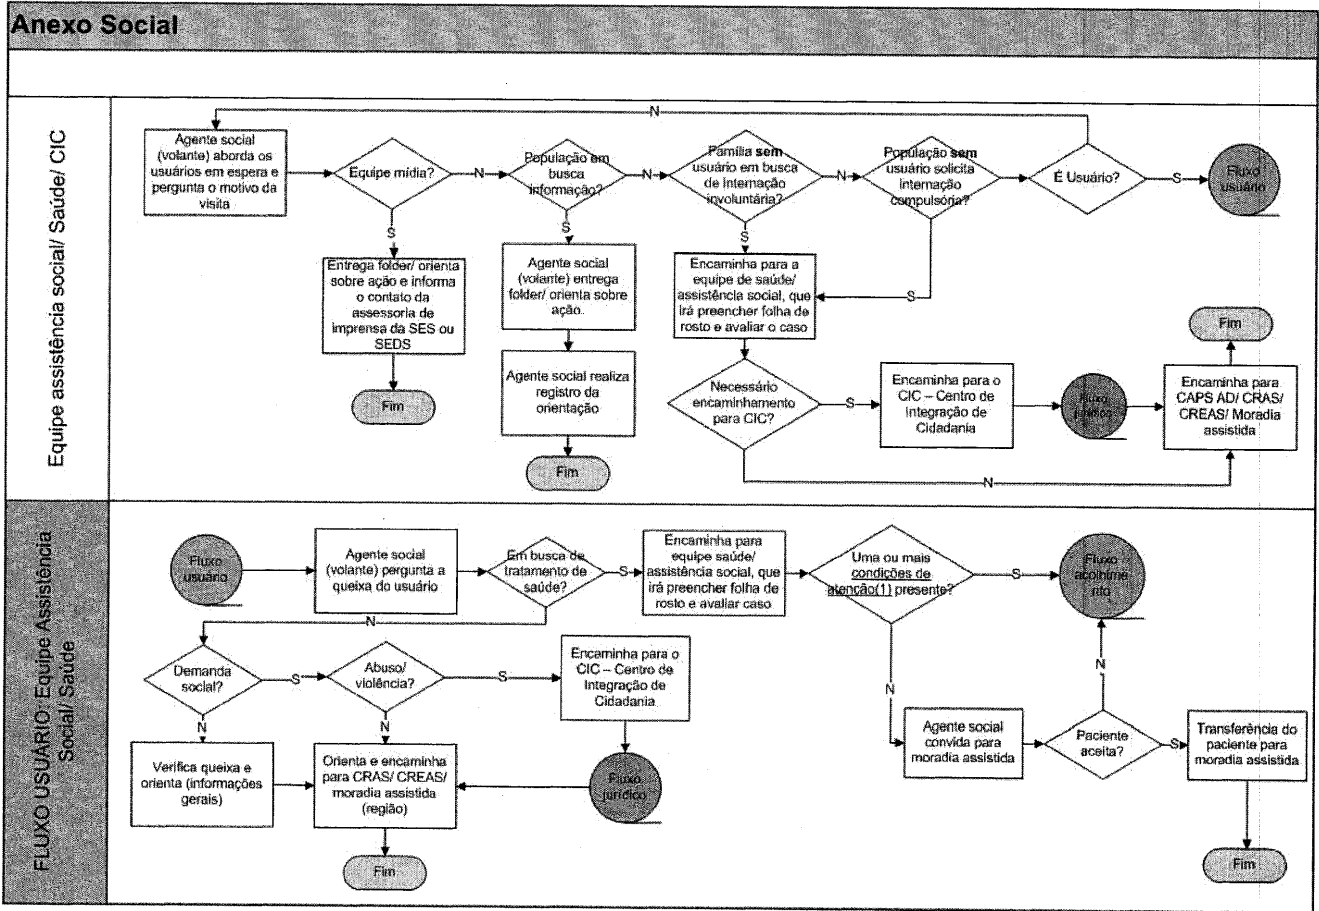 Anexo Social
Equipe assistência social/ Saúde/ CIC
N
Agente social
(volante) aborda os
usuários em espera e
pergunta o motivo da
visita
Equipe mídia?
N
População em
busca
informação?
N
Família sem
usuário em busca
de Internação
involuntária?
N
População sem
usuário solicita
internação
compulsória?
É Usuário?
S
Fluxo
usuário
S
S
S
S
Entrega folder/ orienta
sobre ação e informa
o contato da
assessoria de
imprensa da SES ou
SEDS
Fim
Agente social
(volante) entrega
folder/ orienta sobre
ação.
Agente social realiza
registro da
orientação
Fim
Encaminha para a
equipe de saúde/
assistência social, que
irá preencher folha de
rosto e avaliar o caso
Necessário
encaminhamento
para CIC?
S
Encaminha para o
CIC – Centro de
Integração de
Cidadania
Fluxo
jurídico
Encaminha para
CAPS AD/ CRAS/
CREAS/ Moradia
assistida
Fim
N
FLUXO USUÁRIO: Equipe Assistência
Social/ Saúde
Fluxo
usuário
Agente social
(volante) pergunta a
queixa do usuário
Em busca de
tratamento de
saúde?
S
Encaminha para
equipe saúde/
assistência social, que
irá preencher folha de
rosto e avaliar caso
Uma ou mais
condições de
atenção(1) presente?
S
Fluxo
acolhime
nto
N
Demanda
social?
S
Abuso/
violência?
S
Encaminha para o
CIC – Centro de
Integração de
Cidadania
N
N
Verifica queixa e
orienta (informações
gerais)
Orienta e encaminha
para CRAS/ CREAS/
moradia assistida
(região)
Fluxo
jurídico
Fim
N
Agente social
convida para
moradia assistida
N
Paciente
aceita?
S
Transferência do
paciente para
moradia assistida
Fim